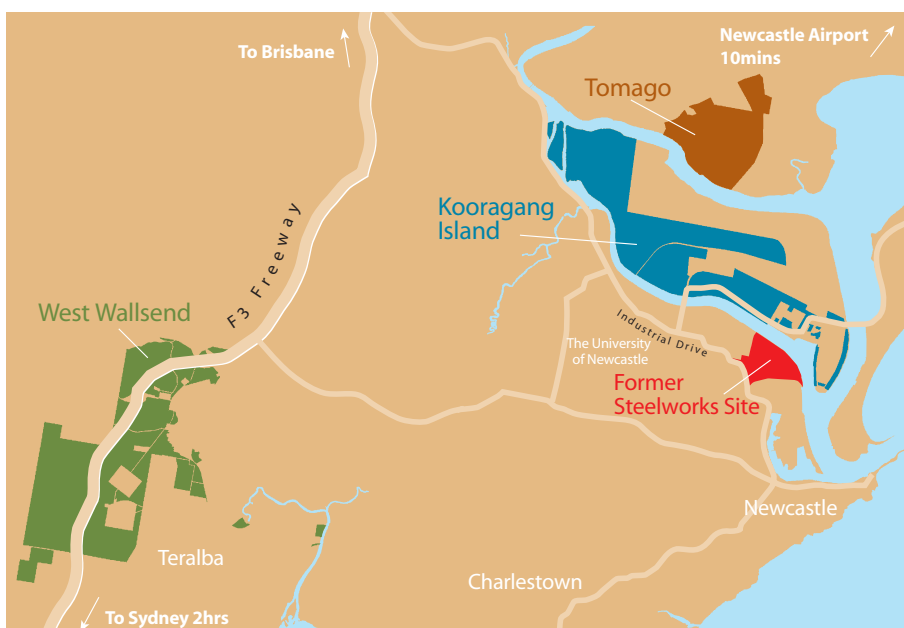 To Brisbane
Newcastle Airport
10mins
Tomago
Kooragang
Island
F3 Freeway
West Wallsend
Industrial Drive
The University
of Newcastle
Former
Steelworks Site
Newcastle
Teralba
Charlestown
To Sydney 2hrs